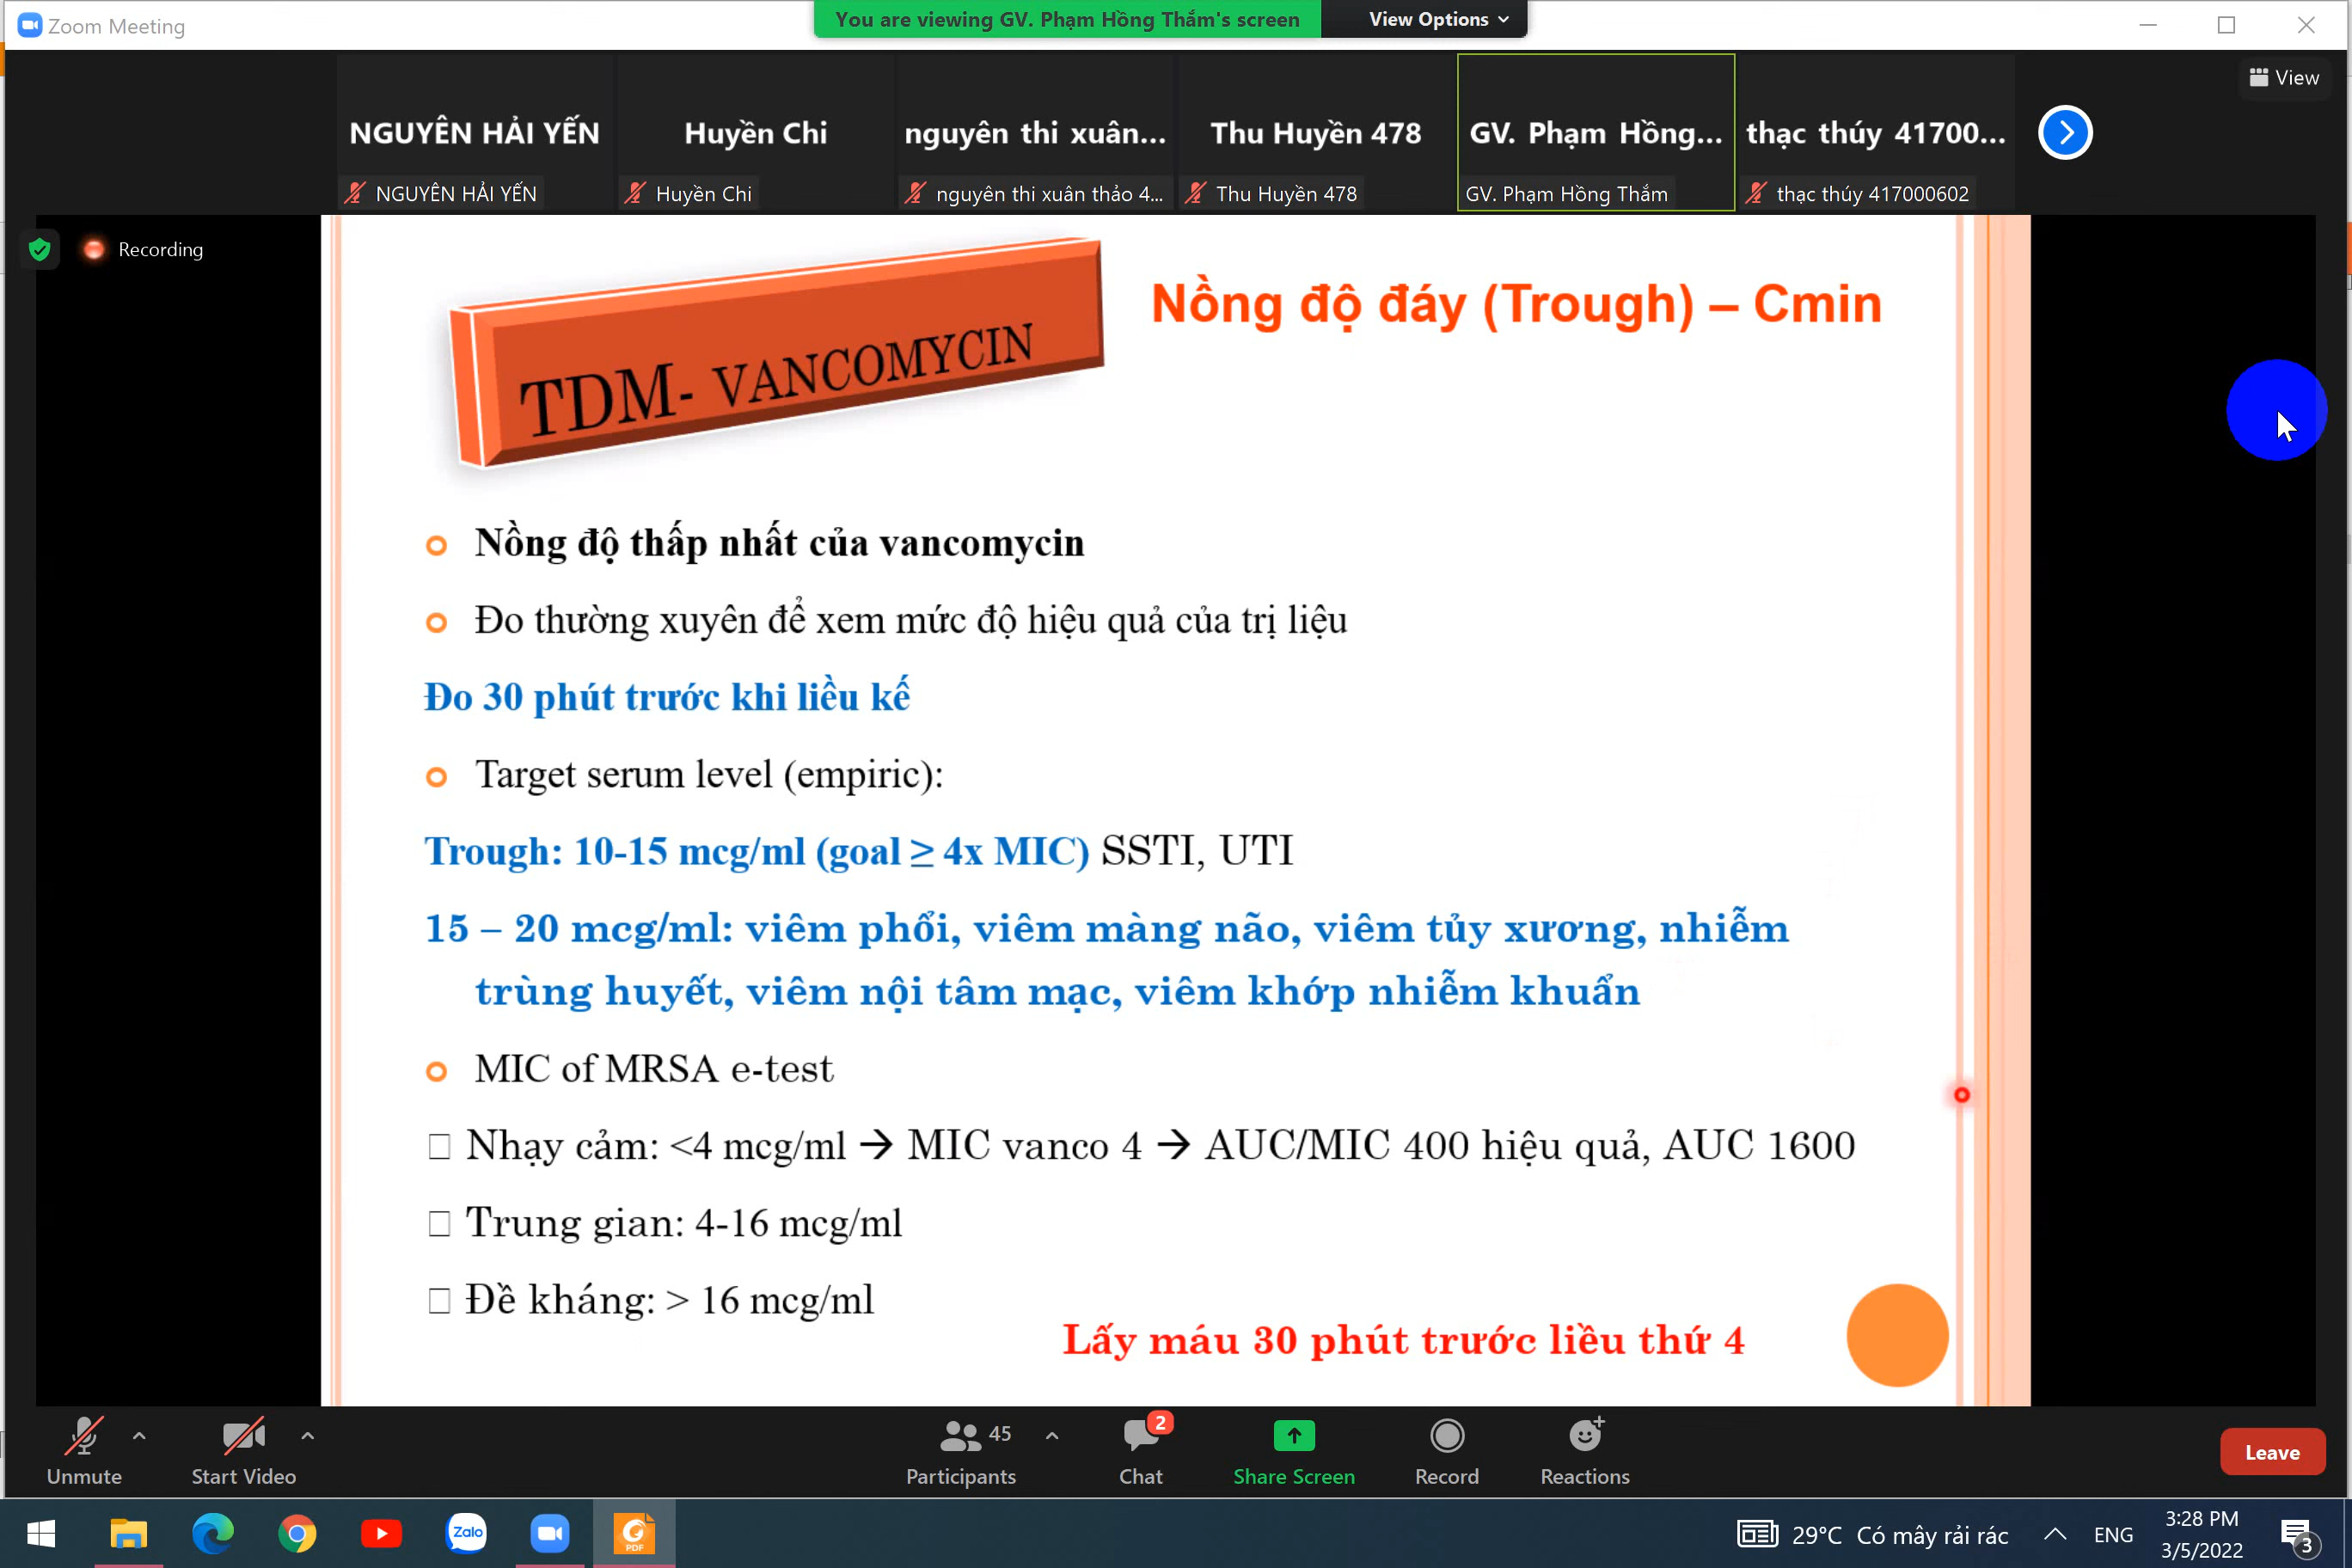 Zoom Meeting
You are viewing GV. Phạm Hồng Thắm's screen
View Options
View
NGUYÊN HẢI YẾN
Huyền Chi
nguyên thi xuân...
Thu Huyền 478
GV. Phạm Hồng...
thạc thúy 41700...
NGUYÊN HẢI YẾN
Huyền Chi
nguyên thi xuân thảo 4...
Thu Huyền 478
GV. Phạm Hồng Thắm
thạc thúy 417000602
Recording
TDM- VANCOMYCIN
Nồng độ đáy (Trough) – Cmin
Nồng độ thấp nhất của vancomycin
Đo thường xuyên để xem mức độ hiệu quả của trị liệu
Đo 30 phút trước khi liều kế
Target serum level (empiric):
Trough: 10-15 mcg/ml (goal ≥ 4x MIC) SSTI, UTI
15 – 20 mcg/ml: viêm phổi, viêm màng não, viêm tủy xương, nhiễm
trùng huyết, viêm nội tâm mạc, viêm khớp nhiễm khuẩn
MIC of MRSA e-test
Nhạy cảm: <4 mcg/ml → MIC vanco 4 → AUC/MIC 400 hiệu quả, AUC 1600
Trung gian: 4-16 mcg/ml
Đề kháng: > 16 mcg/ml
Lấy máu 30 phút trước liều thứ 4
Unmute
Start Video
45
Participants
2
Chat
Share Screen
Record
Reactions
Leave
Zalo
PDF
29°C Có mây rải rác
ENG
3:28 PM
3/5/2022
3